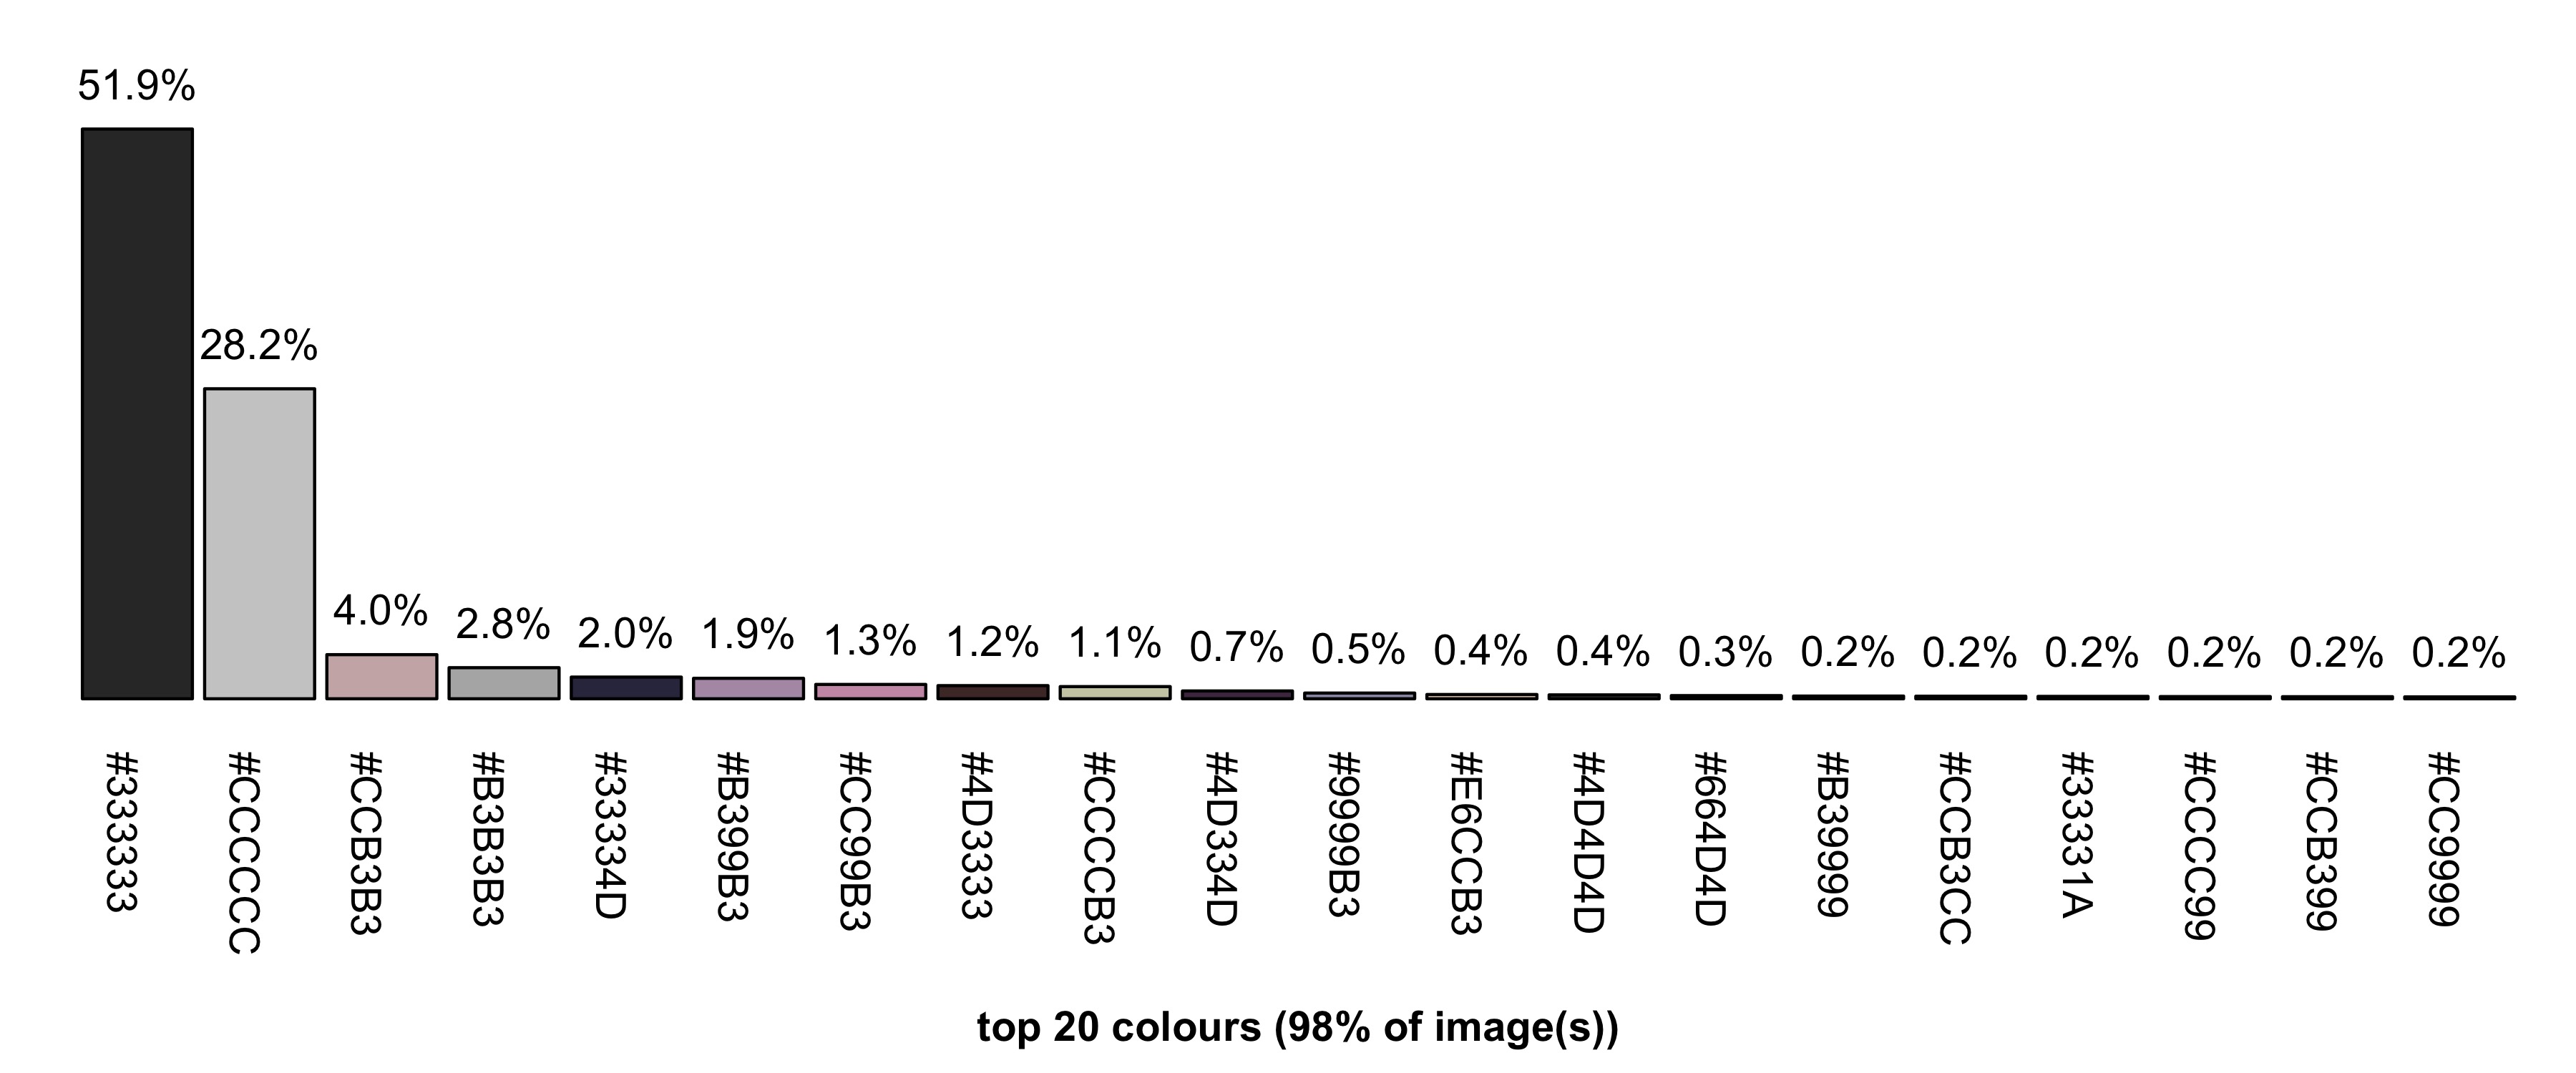 51.9%
28.2%
4.0%
2.8%
2.0%
1.9%
1.3%
1.2%
1.1%
0.7%
0.5%
0.4%
0.4%
0.3%
0.2%
0.2%
0.2%
0.2%
0.2%
0.2%
#333333
#CCCCCC
#CCB3B3
#B3B3B3
#33334D
#B399B3
#CC99B3
#4D3333
#CCCCB3
#4D334D
#9999B3
#E6CCB3
#4D4D4D
#664D4D
#B39999
#CCB3CC
#33331A
#CCCC99
#CCB399
#CC9999
top 20 colours (98% of image(s))